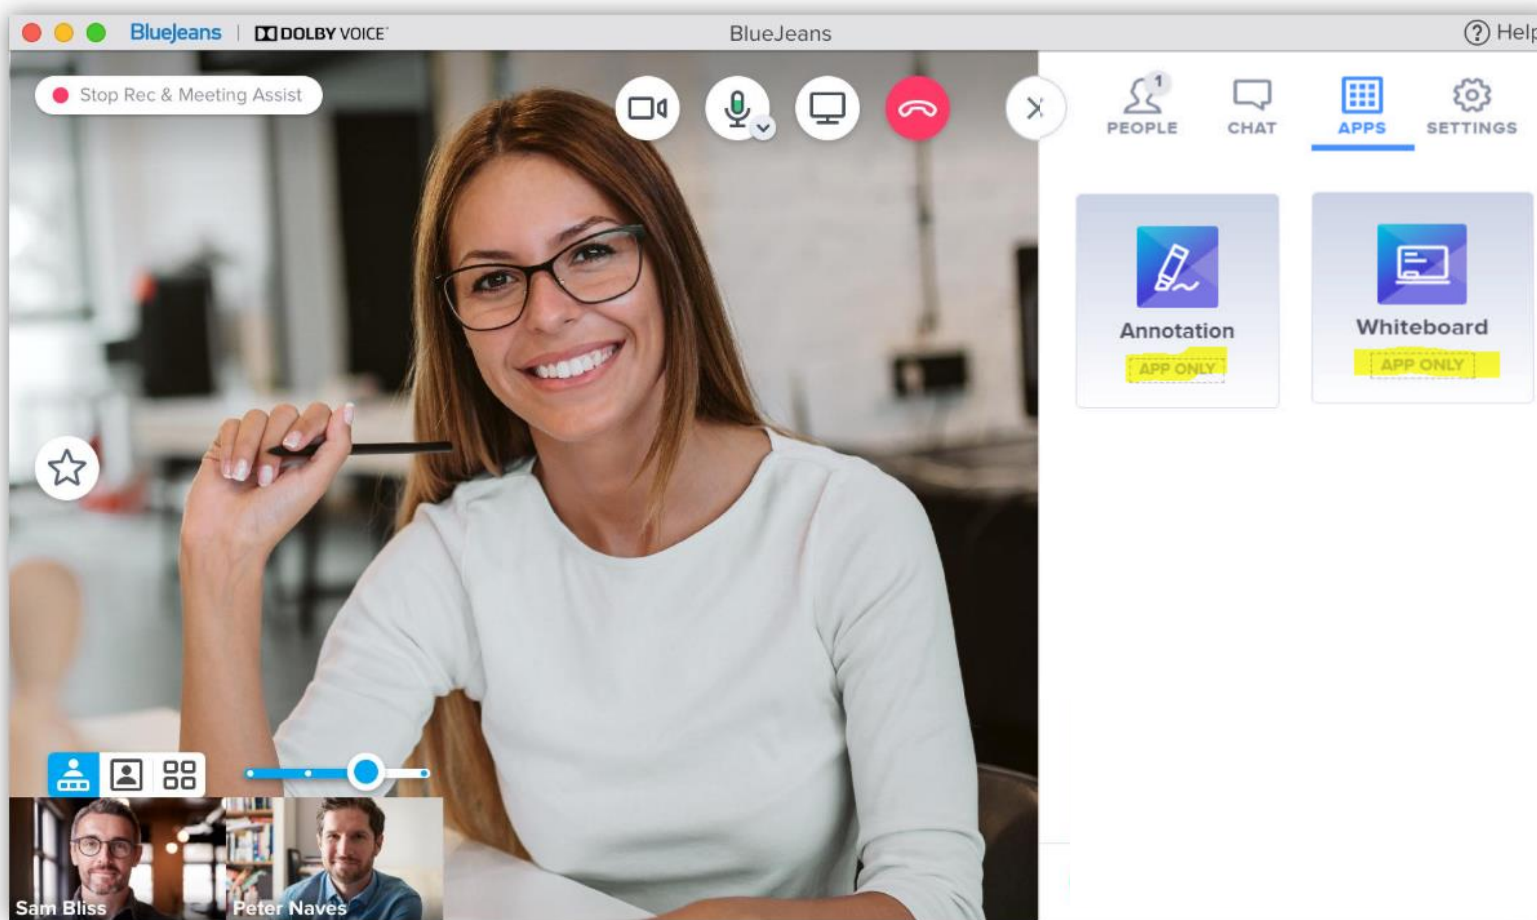 BlueJeans | DOLBY VOICE
BlueJeans
Help
Stop Rec & Meeting Assist
1
PEOPLE
CHAT
APPS
SETTINGS
Annotation
APP ONLY
Whiteboard
APP ONLY
Sam Bliss
Peter Naves